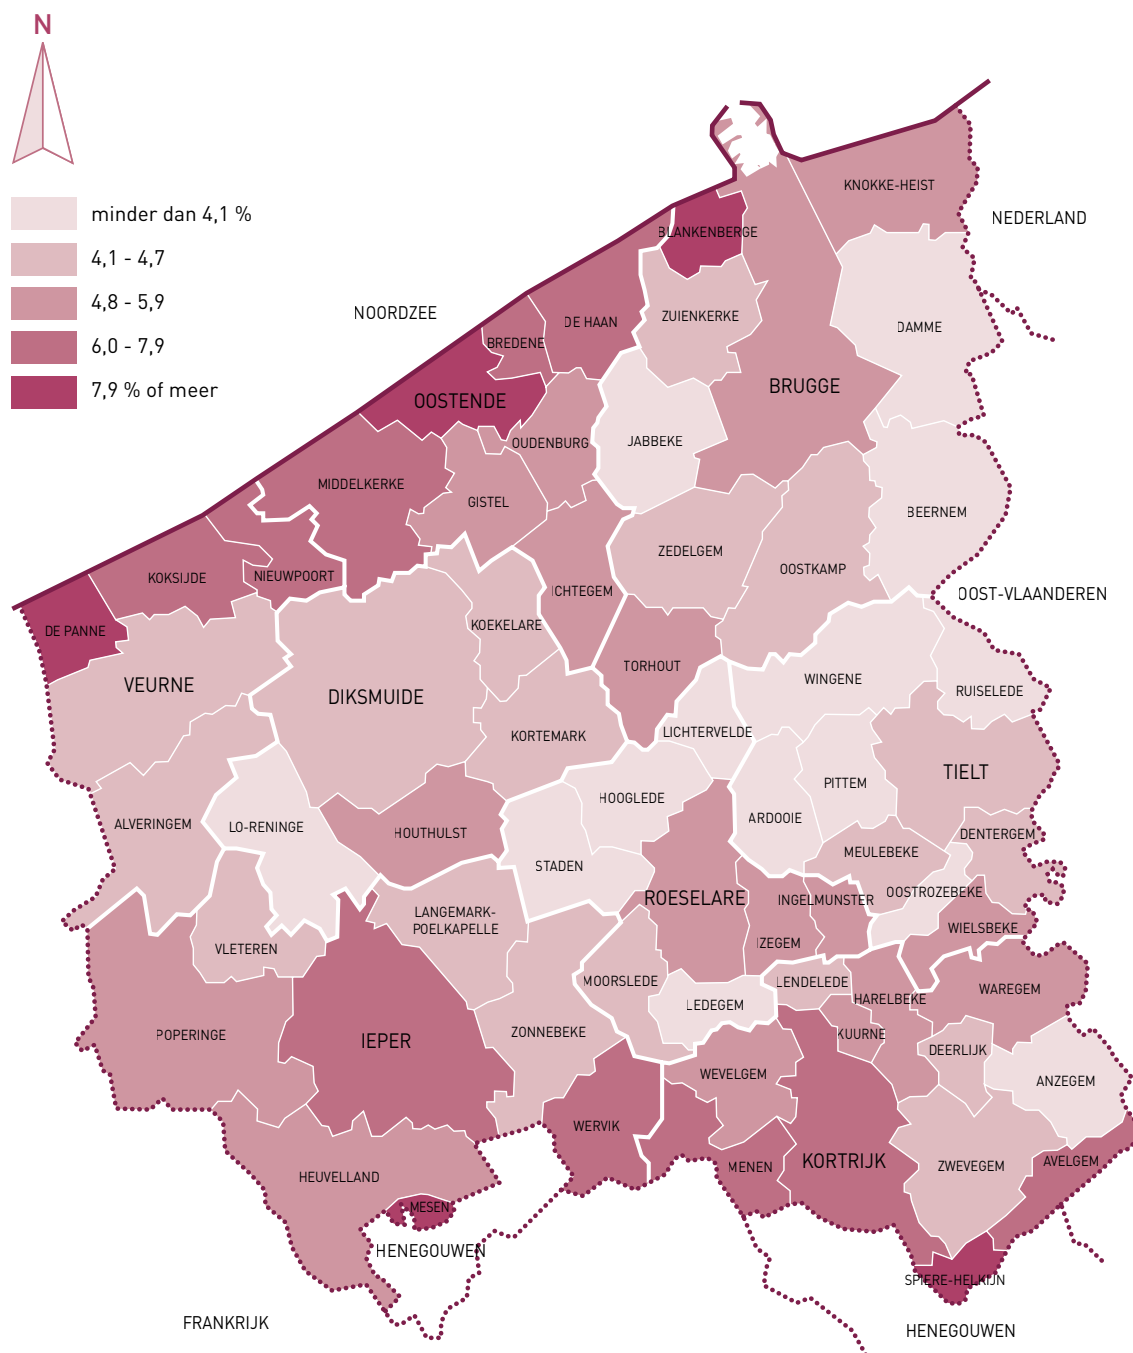 N
minder dan 4,1 %
4,1 - 4,7
4,8 - 5,9
6,0 - 7,9
7,9 % of meer
KNOKKE-HEIST
NEDERLAND
BLANKENBERGE
NOORDZEE
DE HAAN
ZUIENKERKE
DAMME
BREDENE
BRUGGE
OOSTENDE
OUDENBURG
JABBEKE
MIDDELKERKE
GISTEL
BEERNEM
ZEDELGEM
OOSTKAMP
KOKSIJDE
NIEUWPOORT
ICHTEGEM
OOST-VLAANDEREN
DE PANNE
KOEKELARE
TORHOUT
VEURNE
DIKSMUIDE
WINGENE
RUISELEDE
KORTEMARK
LICHTERVELDE
TIELT
PITTEM
HOOGLEDE
ARDOOIE
ALVERINGEM
LO-RENINGE
HOUTHULST
DENTERGEM
MEULEBEKE
STADEN
OOSTROZEBEKE
ROESELARE
INGELMUNSTER
LANGEMARK-
POELKAPELLE
WIELSBEKE
IZEGEM
VLETEREN
MOORSLEDE
LENDELEDE
WAREGEM
HARELBEKE
LEDEGEM
POPERINGE
IEPER
ZONNEBEKE
KUURNE
DEERLIJK
WEVELGEM
ANZEGEM
WERVIK
MENEN
KORTRIJK
ZWEVEGEM
AVELGEM
HEUVELLAND
MESEN
HENEGOUWEN
SPIERE-HELKIJN
FRANKRIJK
HENEGOUWEN